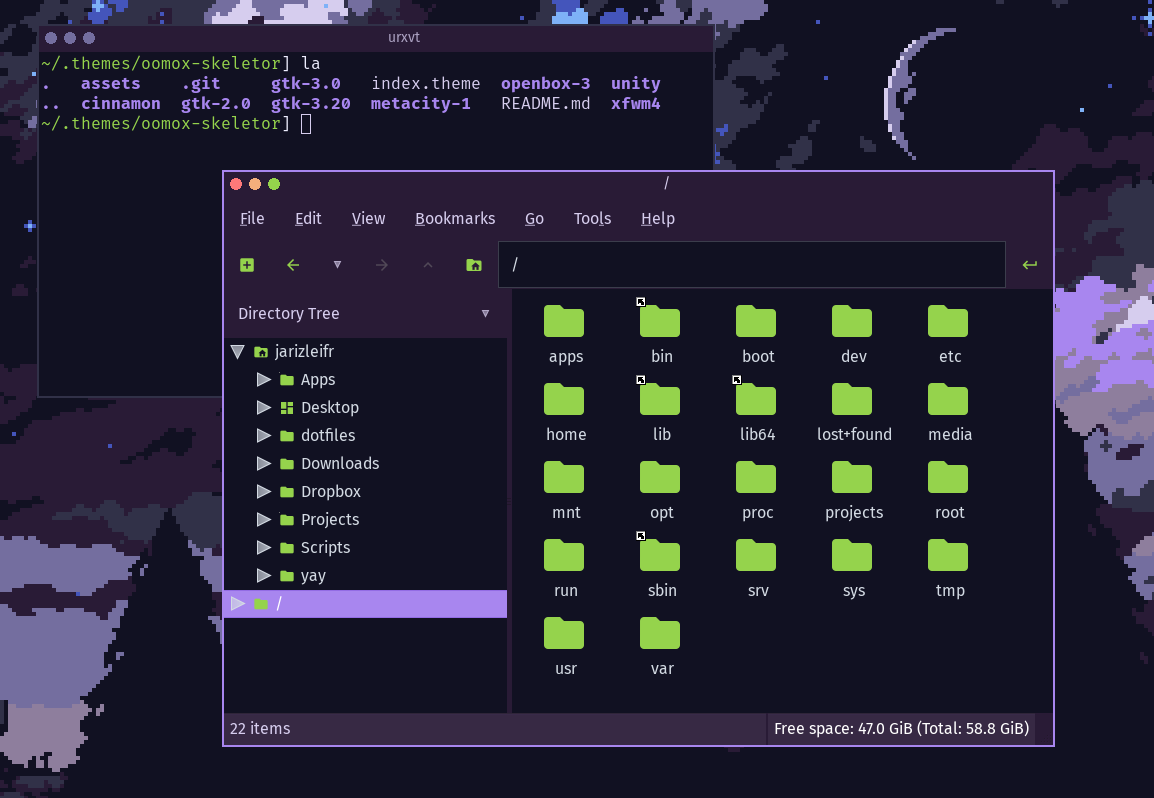 urxvt
~/.themes/oomox-skeletor] la
. assets .git gtk-3.0 index.theme openbox-3 unity
.. cinnamon gtk-2.0 gtk-3.20 metacity-1 README.md xfwm4
~/.themes/oomox-skeletor]
/
File Edit View Bookmarks Go Tools Help
/
Directory Tree
jarizleifr
Apps
Desktop
dotfiles
Downloads
Dropbox
Projects
Scripts
yay
/
apps bin boot dev etc
home lib lib64 lost+found media
mnt opt proc projects root
run sbin srv sys tmp
usr var
22 items
Free space: 47.0 GiB (Total: 58.8 GiB)